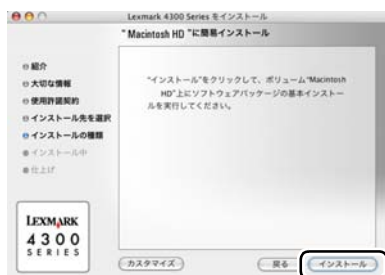 Lexmark 4300 Series をインストール
"Macintosh HD "に簡易インストール
紹介
大切な情報
使用許諾契約
インストール先を選択
インストールの種類
インストール中
仕上げ
"インストール"をクリックして、ボリューム"Macintosh
HD"上にソフトウェアパッケージの基本インストー
ルを実行してください。
LEXMARK
4300
SERIES
カスタマイズ
戻る
インストール